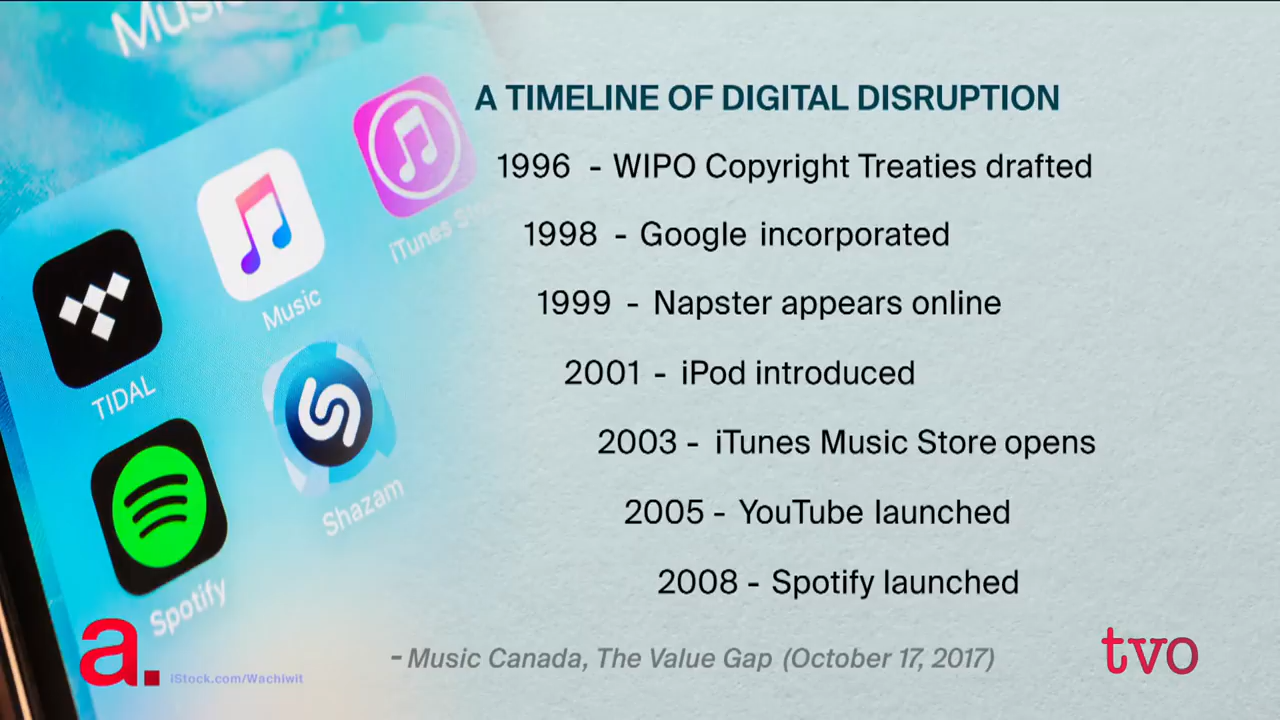 Music
iTunes Store
Music
TIDAL
Shazam
Spotify
A TIMELINE OF DIGITAL DISRUPTION
1996 - WIPO Copyright Treaties drafted
1998 - Google incorporated
1999 - Napster appears online
2001 - iPod introduced
2003 - iTunes Music Store opens
2005 - YouTube launched
2008 - Spotify launched
- Music Canada, The Value Gap (October 17, 2017)
a.
iStock.com/Wachiwit
tvo